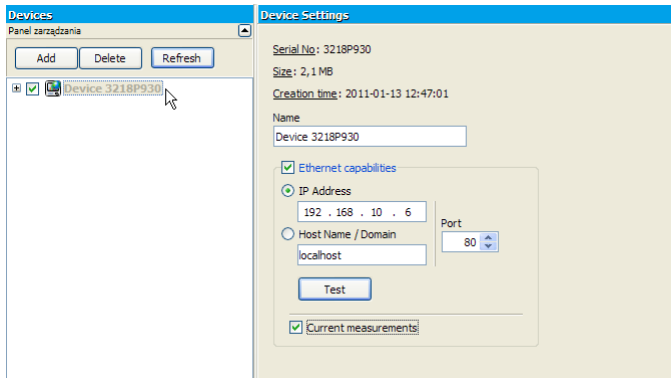 Devices
Panel zarządzania
Add Delete Refresh
Device 3218P930
Device Settings
Serial No: 3218P930
Size: 2,1 MB
Creation time: 2011-01-13 12:47:01
Name
Device 3218P930
Ethernet capabilities
IP Address
192 . 168 . 10 . 6
Port
80
Host Name / Domain
localhost
Test
Current measurements